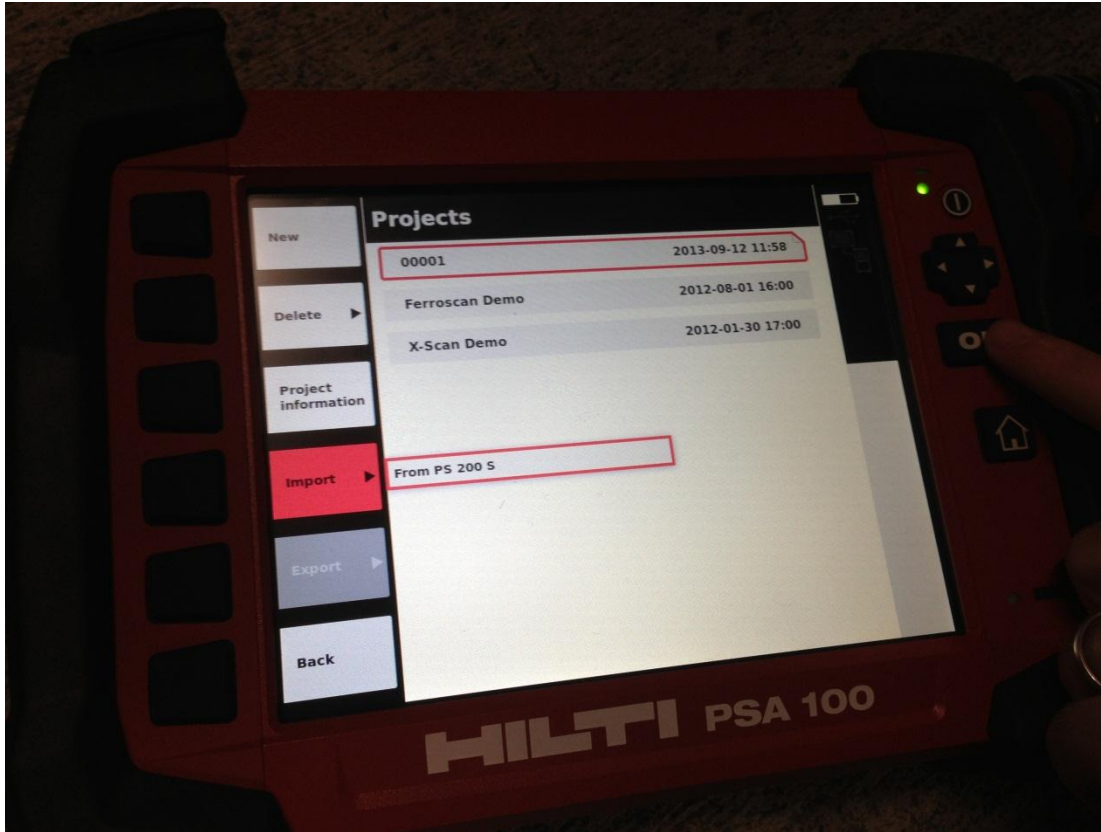 Projects
New
00001 2013-09-12 11:58
Ferroscan Demo 2012-08-01 16:00
Delete
X-Scan Demo 2012-01-30 17:00
Project
information
Import
From PS 200 S
Export
Back
HILTI PSA 100